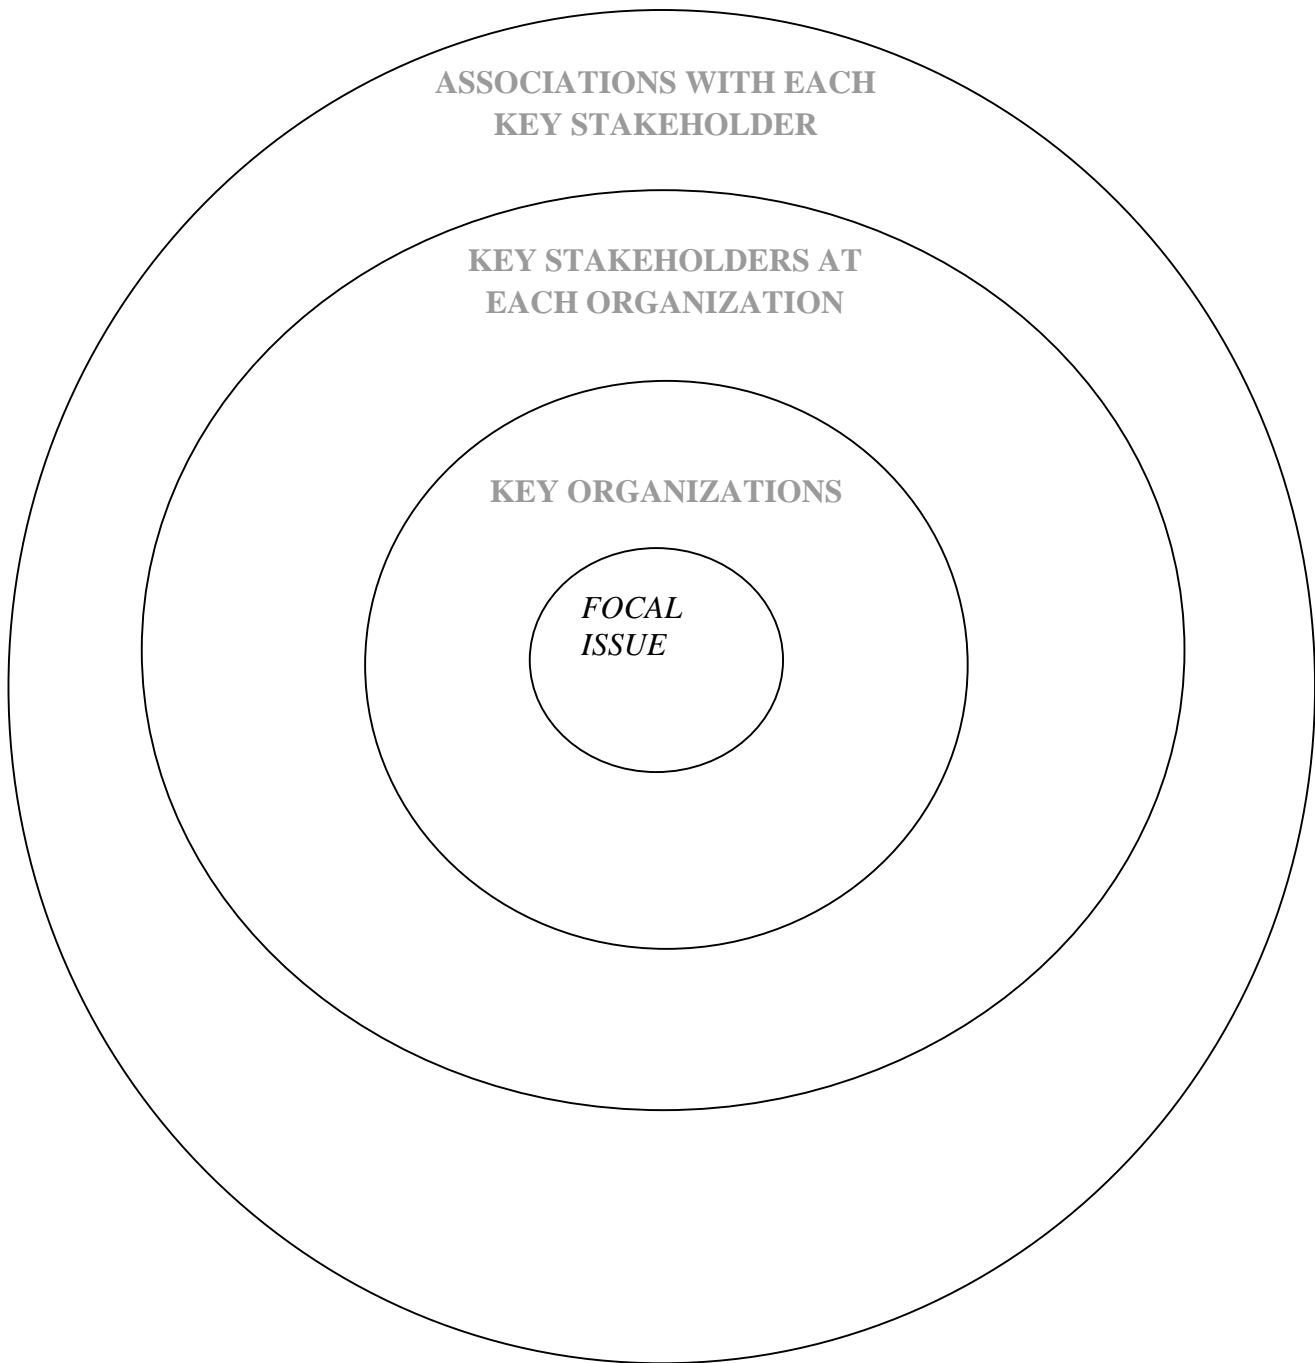 ASSOCIATIONS WITH EACH
KEY STAKEHOLDER
KEY STAKEHOLDERS AT
EACH ORGANIZATION
KEY ORGANIZATIONS
FOCAL
ISSUE